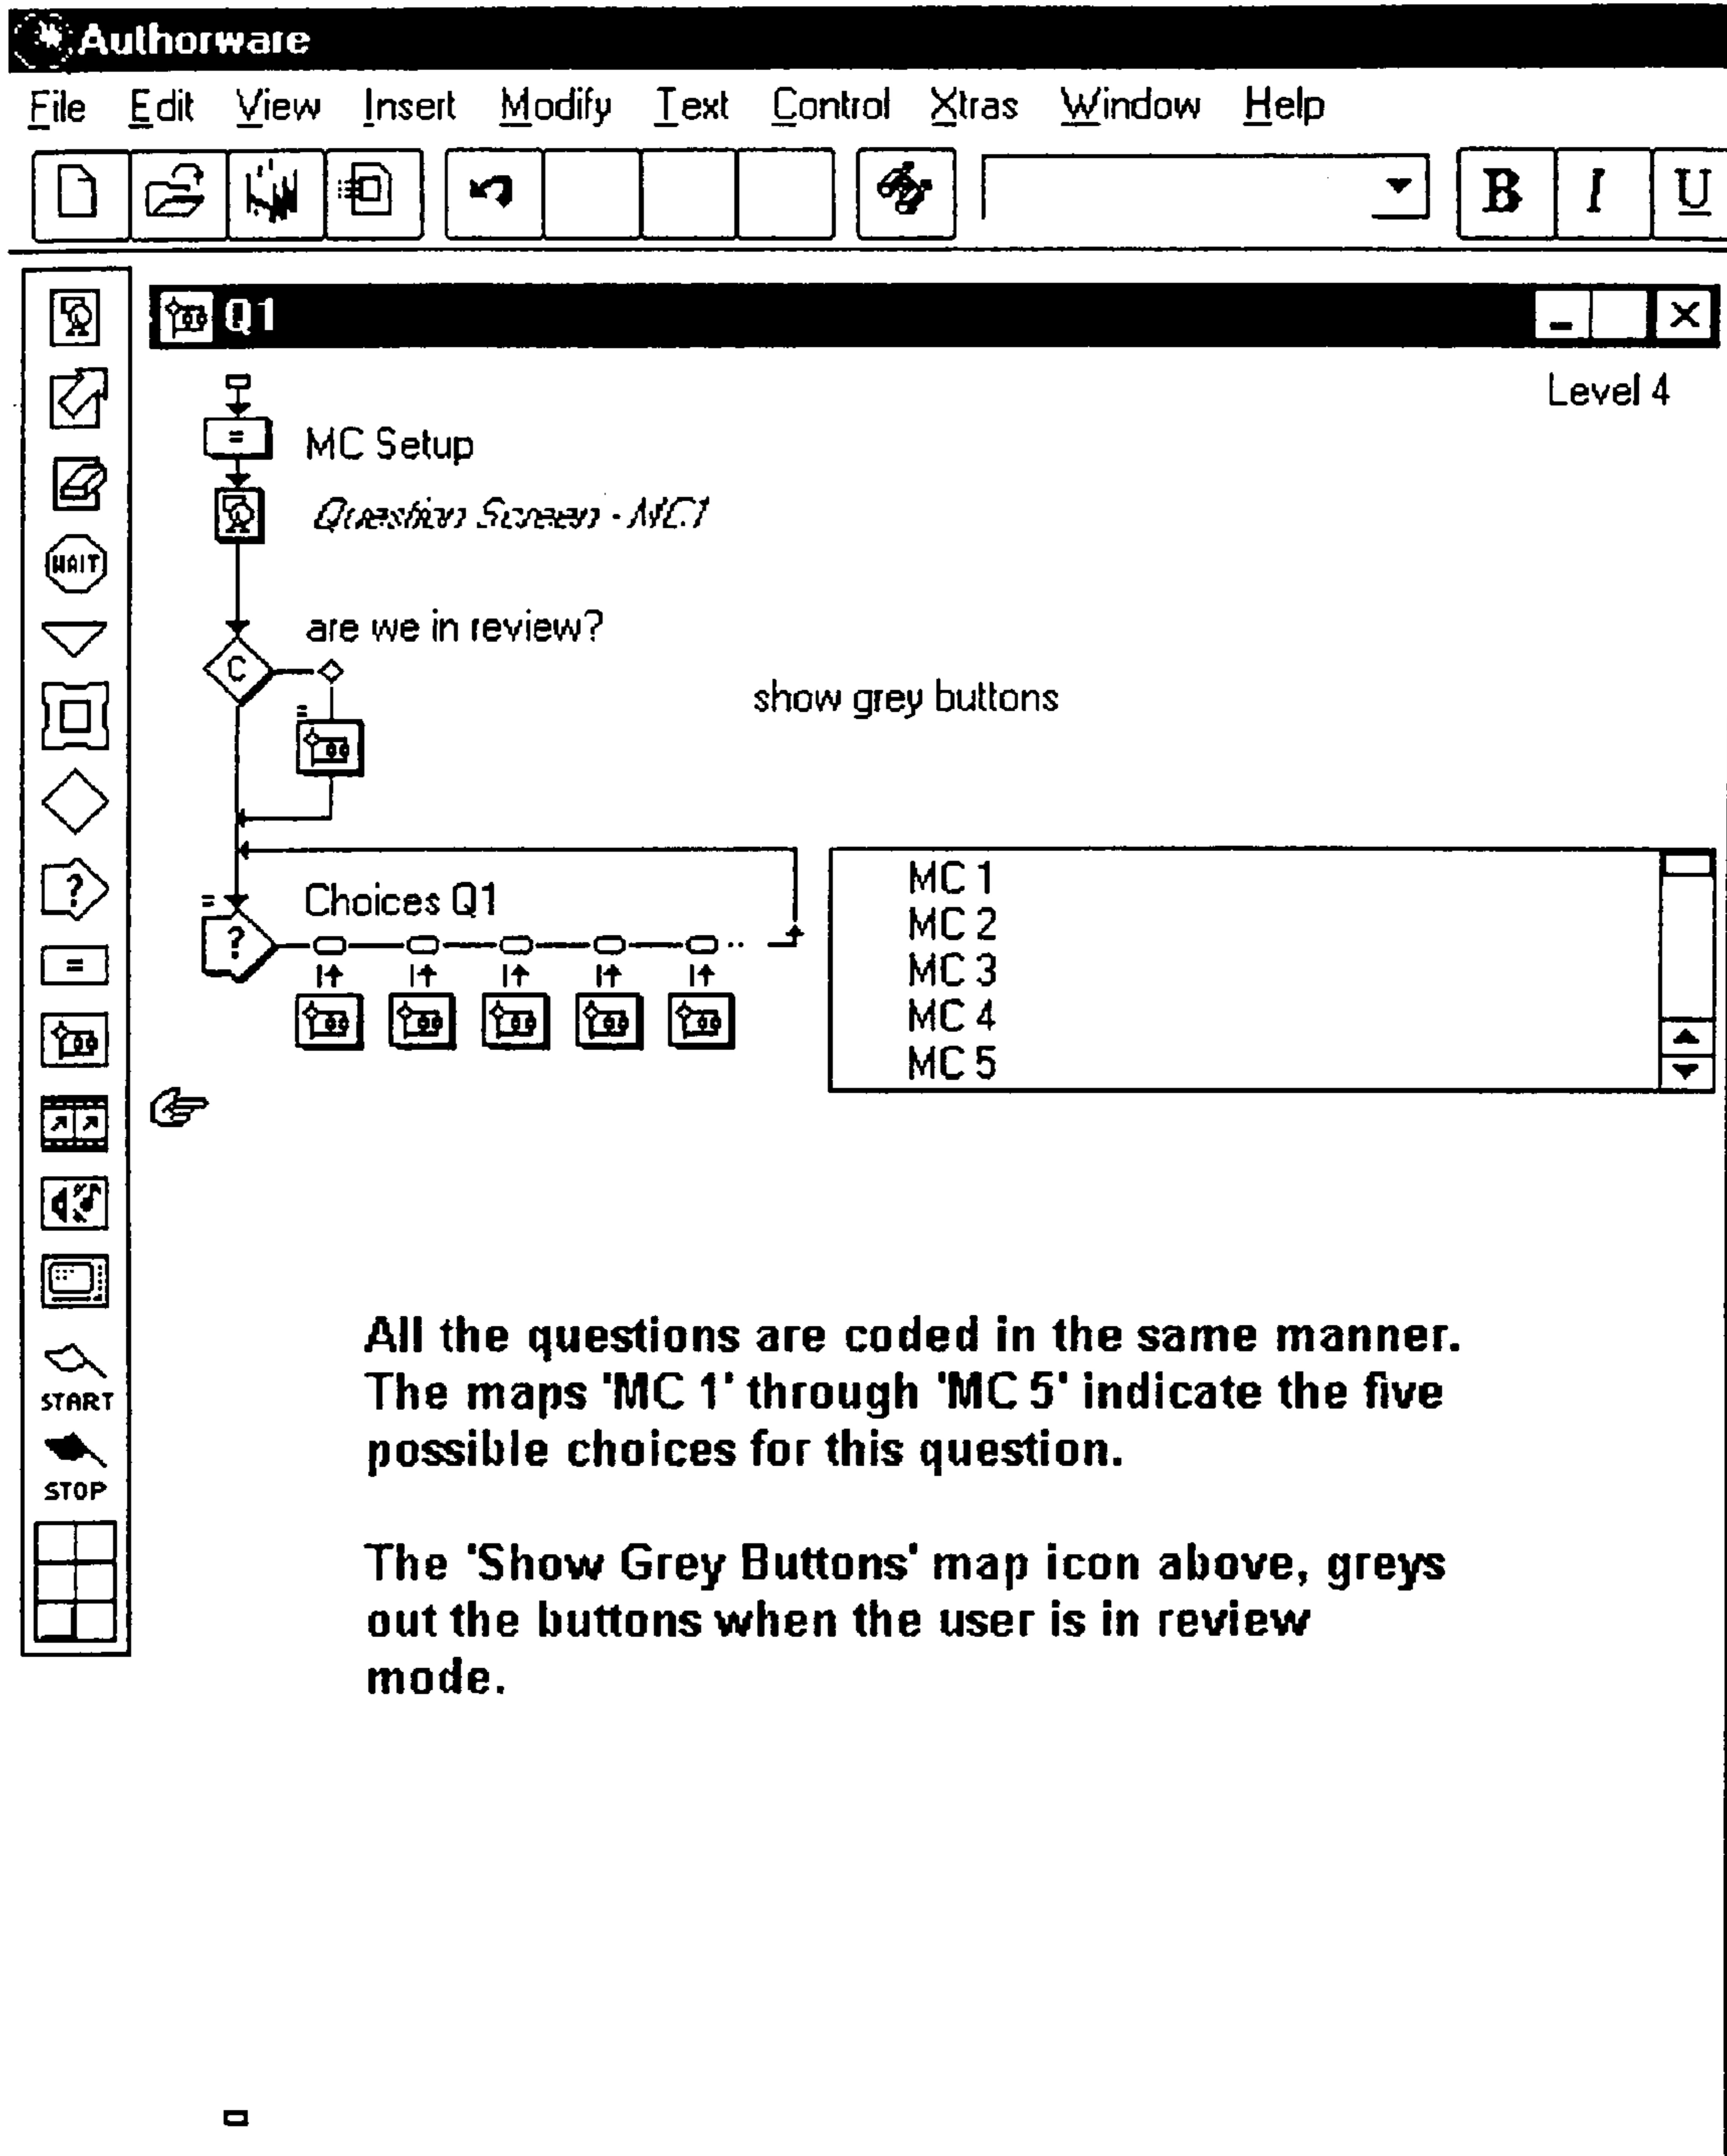 Authorware
File Edit View Insert Modify Text Control Xtras Window Help
B I U
Q1
Level 4
= MC Setup
Question Screen - MC1
WAIT
are we in review?
C
show grey buttons
=
MC 1
? = Choices Q1
MC 2
?
MC 3
=
MC 4
MC 5
All the questions are coded in the same manner.
The maps 'MC 1' through 'MC 5' indicate the five
possible choices for this question.
START
STOP
The 'Show Grey Buttons' map icon above, greys
out the buttons when the user is in review
mode.